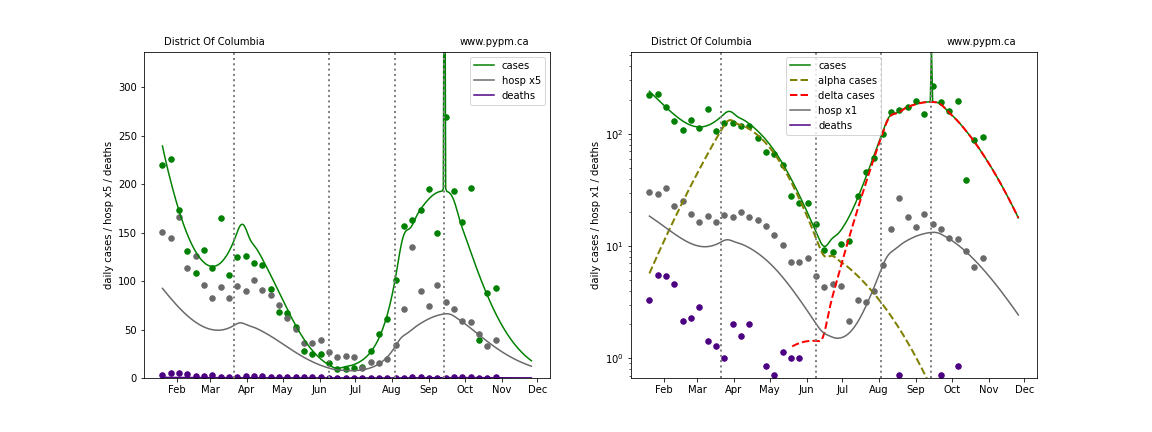 District Of Columbia
www.pypm.ca
daily cases / hosp x5 / deaths
300
250
200
150
100
50
0
cases
hosp x5
deaths
Feb Mar Apr May Jun Jul Aug Sep Oct Nov Dec
District Of Columbia
www.pypm.ca
daily cases / hosp x1 / deaths
10²
10¹
10⁰
cases
alpha cases
delta cases
hosp x1
deaths
Feb Mar Apr May Jun Jul Aug Sep Oct Nov Dec